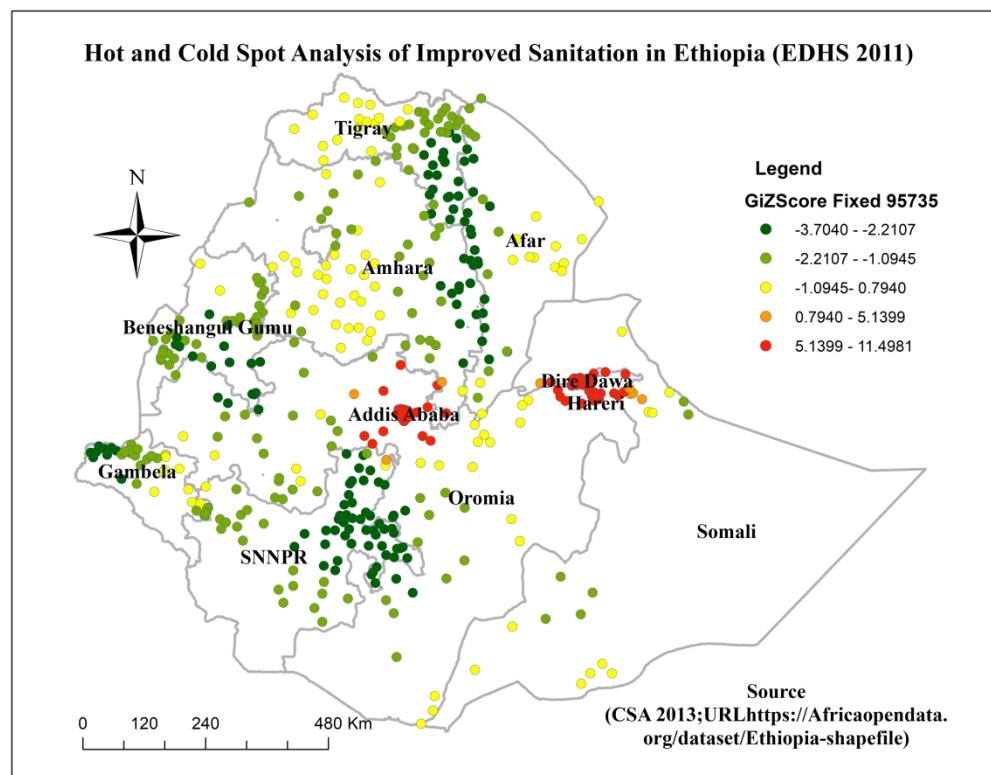 Hot and Cold Spot Analysis of Improved Sanitation in Ethiopia (EDHS 2011)
Tigray
Legend
N
GiZScore Fixed 95735
-3.7040 - -2.2107
Afar
-2.2107 - -1.0945
Amhara
-1.0945- 0.7940
0.7940 - 5.1399
Beneshangul Gumu
5.1399 - 11.4981
Dire Dawa
Hareri
Addis Ababa
Gambela
Oromia
Somali
SNNPR
Source
(CSA 2013;URLhttps://Africaopendata.
org/dataset/Ethiopia-shapefile)
0 120 240 480 Km